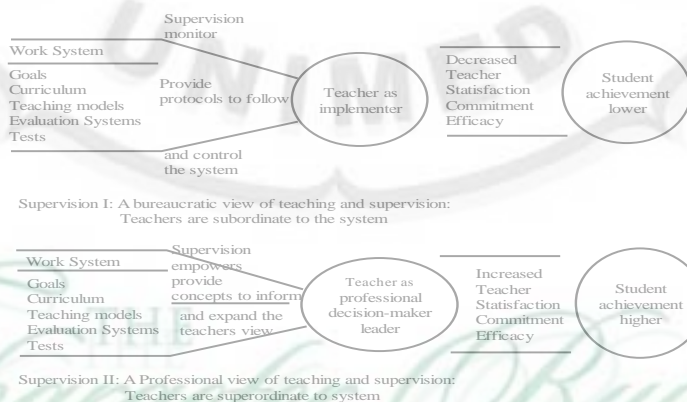 Supervision
monitor
Work System
Goals
Curriculum
Teaching models
Evaluation Systems
Tests
Provide
protocols to follow
and control
the system
Teacher as
implementer
Decreased
Teacher
Statisfaction
Commitment
Efficacy
Student
achievement
lower
Supervision I: A bureaucratic view of teaching and supervision:
Teachers are subordinate to the system
Work System
Goals
Curriculum
Teaching models
Evaluation Systems
Tests
Supervision
empowers
provide
concepts to inform
and expand the
teachers view
Teacher as
professional
decision-maker
leader
Increased
Teacher
Statisfaction
Commitment
Efficacy
Student
achievement
higher
Supervision II: A Professional view of teaching and supervision:
Teachers are superordinate to system
UNIMED
THE